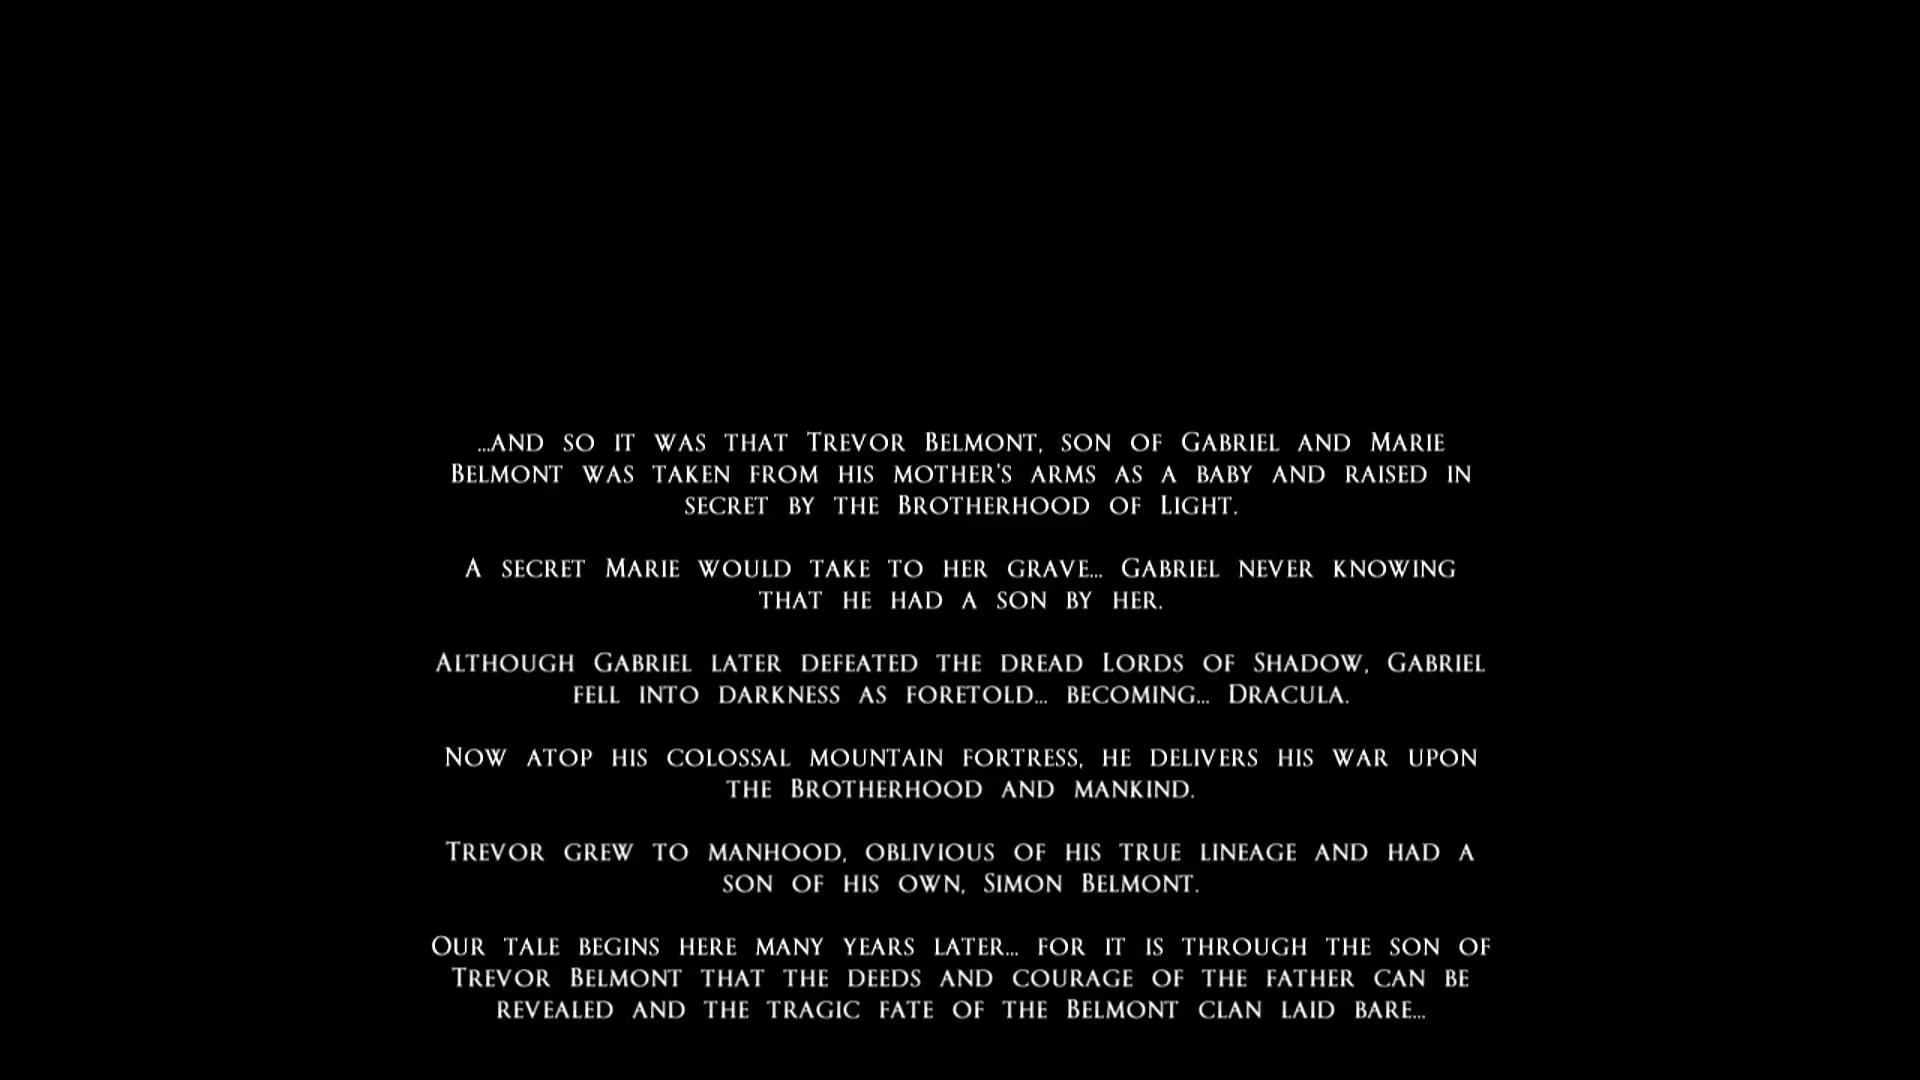 ...and so it was that Trevor Belmont, son of Gabriel and Marie
Belmont was taken from his mother's arms as a baby and raised in
secret by the Brotherhood of Light.
A secret Marie would take to her grave... Gabriel never knowing
that he had a son by her.
Although Gabriel later defeated the dread Lords of Shadow, Gabriel
fell into darkness as foretold... becoming... Dracula.
Now atop his colossal mountain fortress, he delivers his war upon
the Brotherhood and mankind.
Trevor grew to manhood, oblivious of his true lineage and had a
son of his own, Simon Belmont.
Our tale begins here many years later... for it is through the son of
Trevor Belmont that the deeds and courage of the father can be
revealed and the tragic fate of the Belmont clan laid bare...